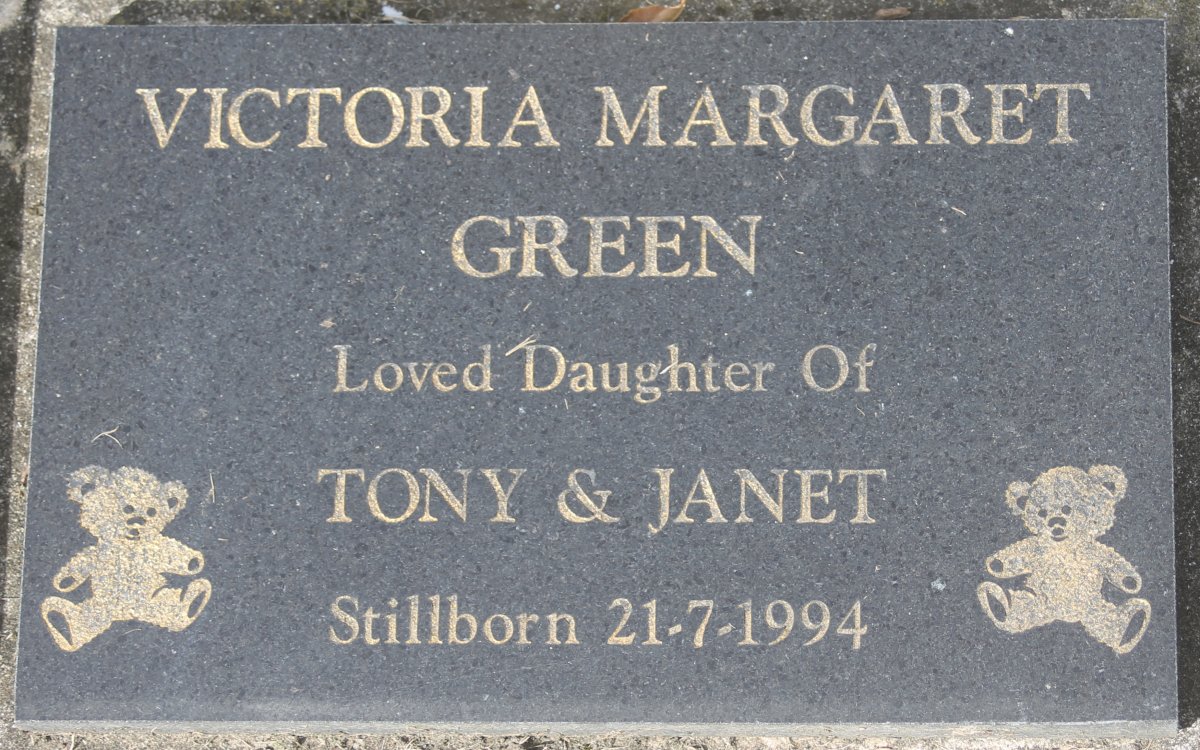 VICTORIA MARGARET
GREEN
Loved Daughter Of
TONY & JANET
Stillborn 21-7-1994